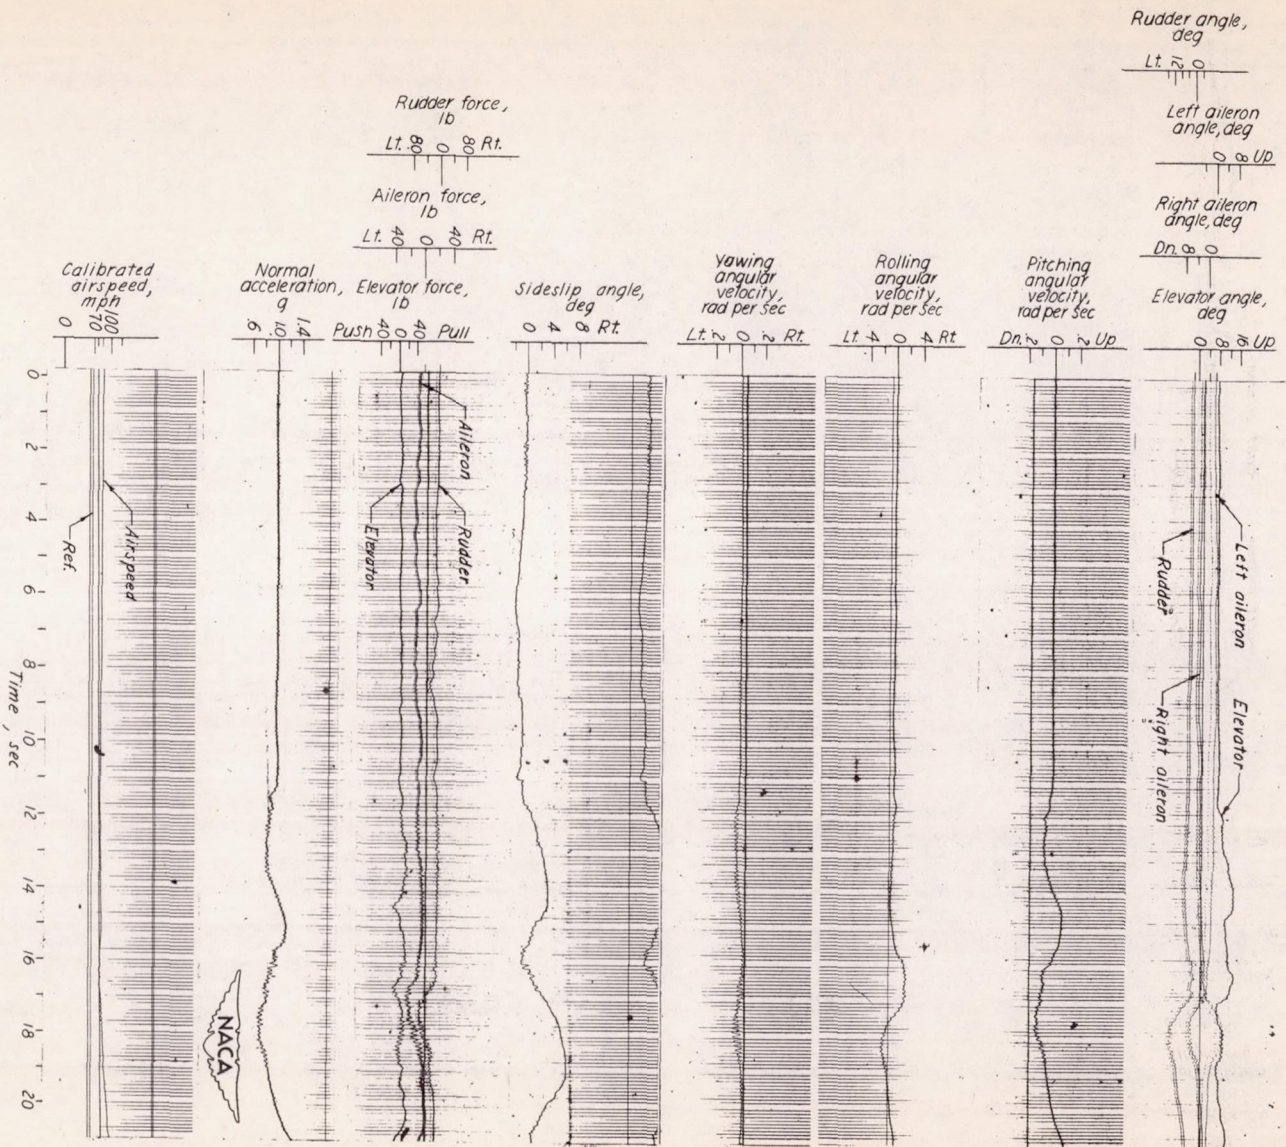 Rudder angle,
deg
Lt. 12 0
Left aileron
angle, deg
0 8 Up
Right aileron
angle, deg
Dn. 8 0
Elevator angle,
deg
0 8 16 Up
Rudder force,
lb
Lt. 80 0 80 Rt.
Aileron force,
lb
Lt. 40 0 40 Rt.
Elevator force,
lb
Push 40 0 40 Pull
Calibrated
airspeed,
mph
0 70 100
Normal
acceleration,
g
.6 1.0 1.4
Sideslip angle,
deg
0 4 8 Rt.
Yawing
angular
velocity,
rad per sec
Lt. .2 0 .2 Rt.
Rolling
angular
velocity,
rad per sec
Lt .4 0 .4 Rt
Pitching
angular
velocity,
rad per sec
Dn. .2 0 .2 Up
0
2
4
6
8
10
12
14
16
18
20
Time, sec
Airspeed
Ref.
Aileron
Rudder
Elevator
Left aileron
Rudder
Elevator
Right aileron
NACA